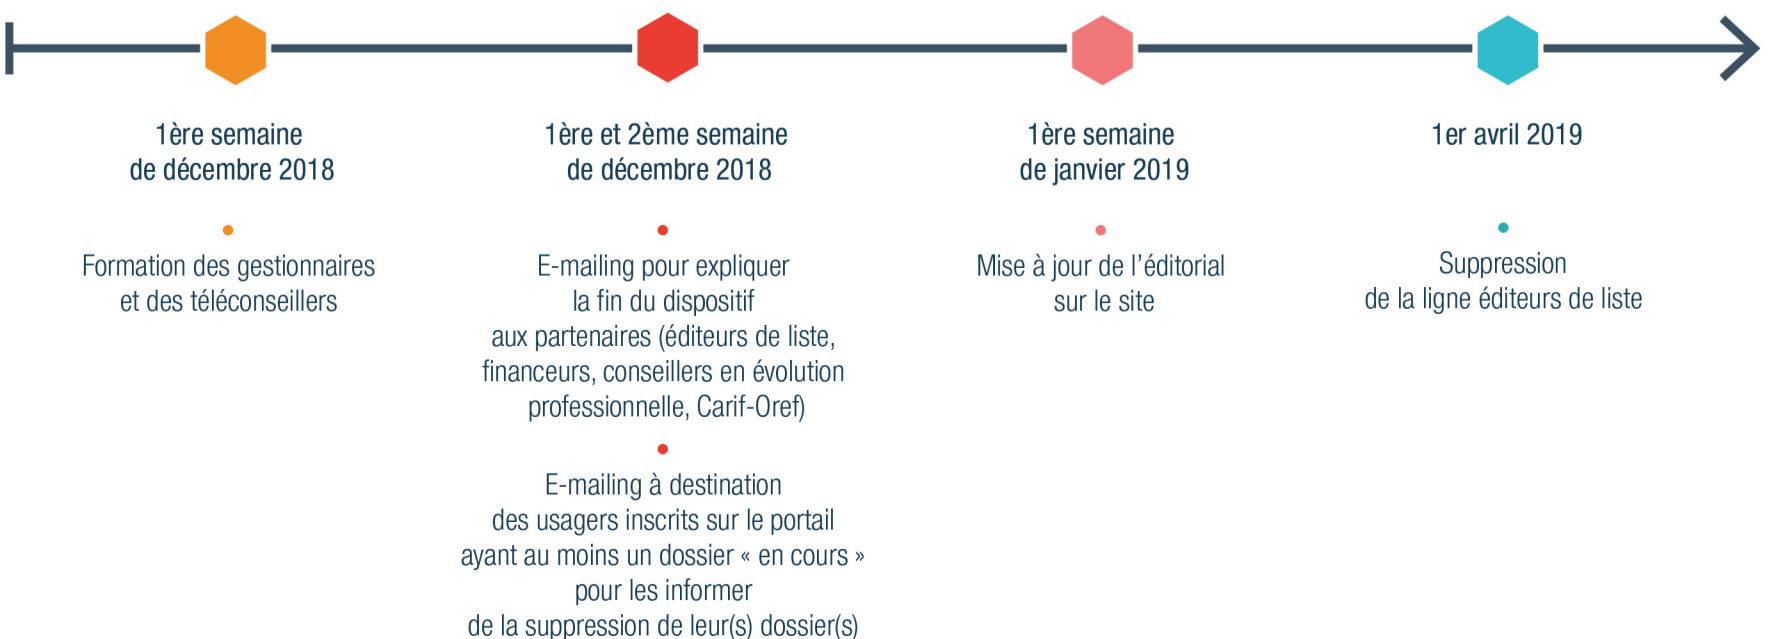 1ère semaine
de décembre 2018
Formation des gestionnaires
et des téléconseillers
1ère et 2ème semaine
de décembre 2018
E-mailing pour expliquer
la fin du dispositif
aux partenaires (éditeurs de liste,
financeurs, conseillers en évolution
professionnelle, Carif-Oref)
E-mailing à destination
des usagers inscrits sur le portail
ayant au moins un dossier « en cours »
pour les informer
de la suppression de leur(s) dossier(s)
1ère semaine
de janvier 2019
Mise à jour de l'éditorial
sur le site
1er avril 2019
Suppression
de la ligne éditeurs de liste